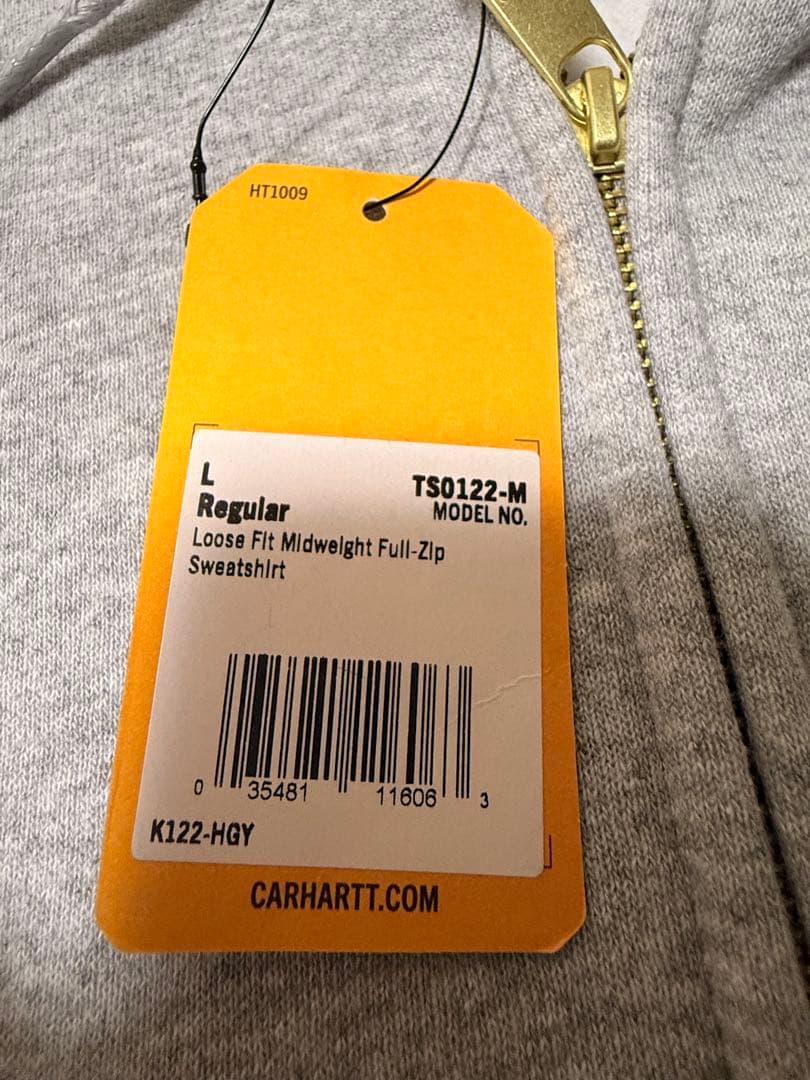 HT1009
L
Regular
TS0122-M
MODEL NO.
Loose Fit Midweight Full-Zip
Sweatshirt
0 35481 11606 3
K122-HGY
CARHARTT.COM